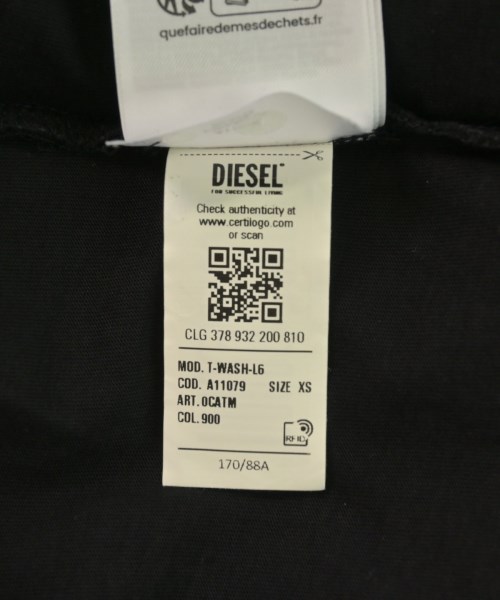 quefairedemesdechets.fr
DIESEL
FOR SUCCESSFUL LIVING
Check authenticity at
www.certilogo.com
or scan
CLG 378 932 200 810
MOD. T-WASH-L6
COD. A11079 SIZE XS
ART. 0CATM
COL. 900
RFID
170/88A